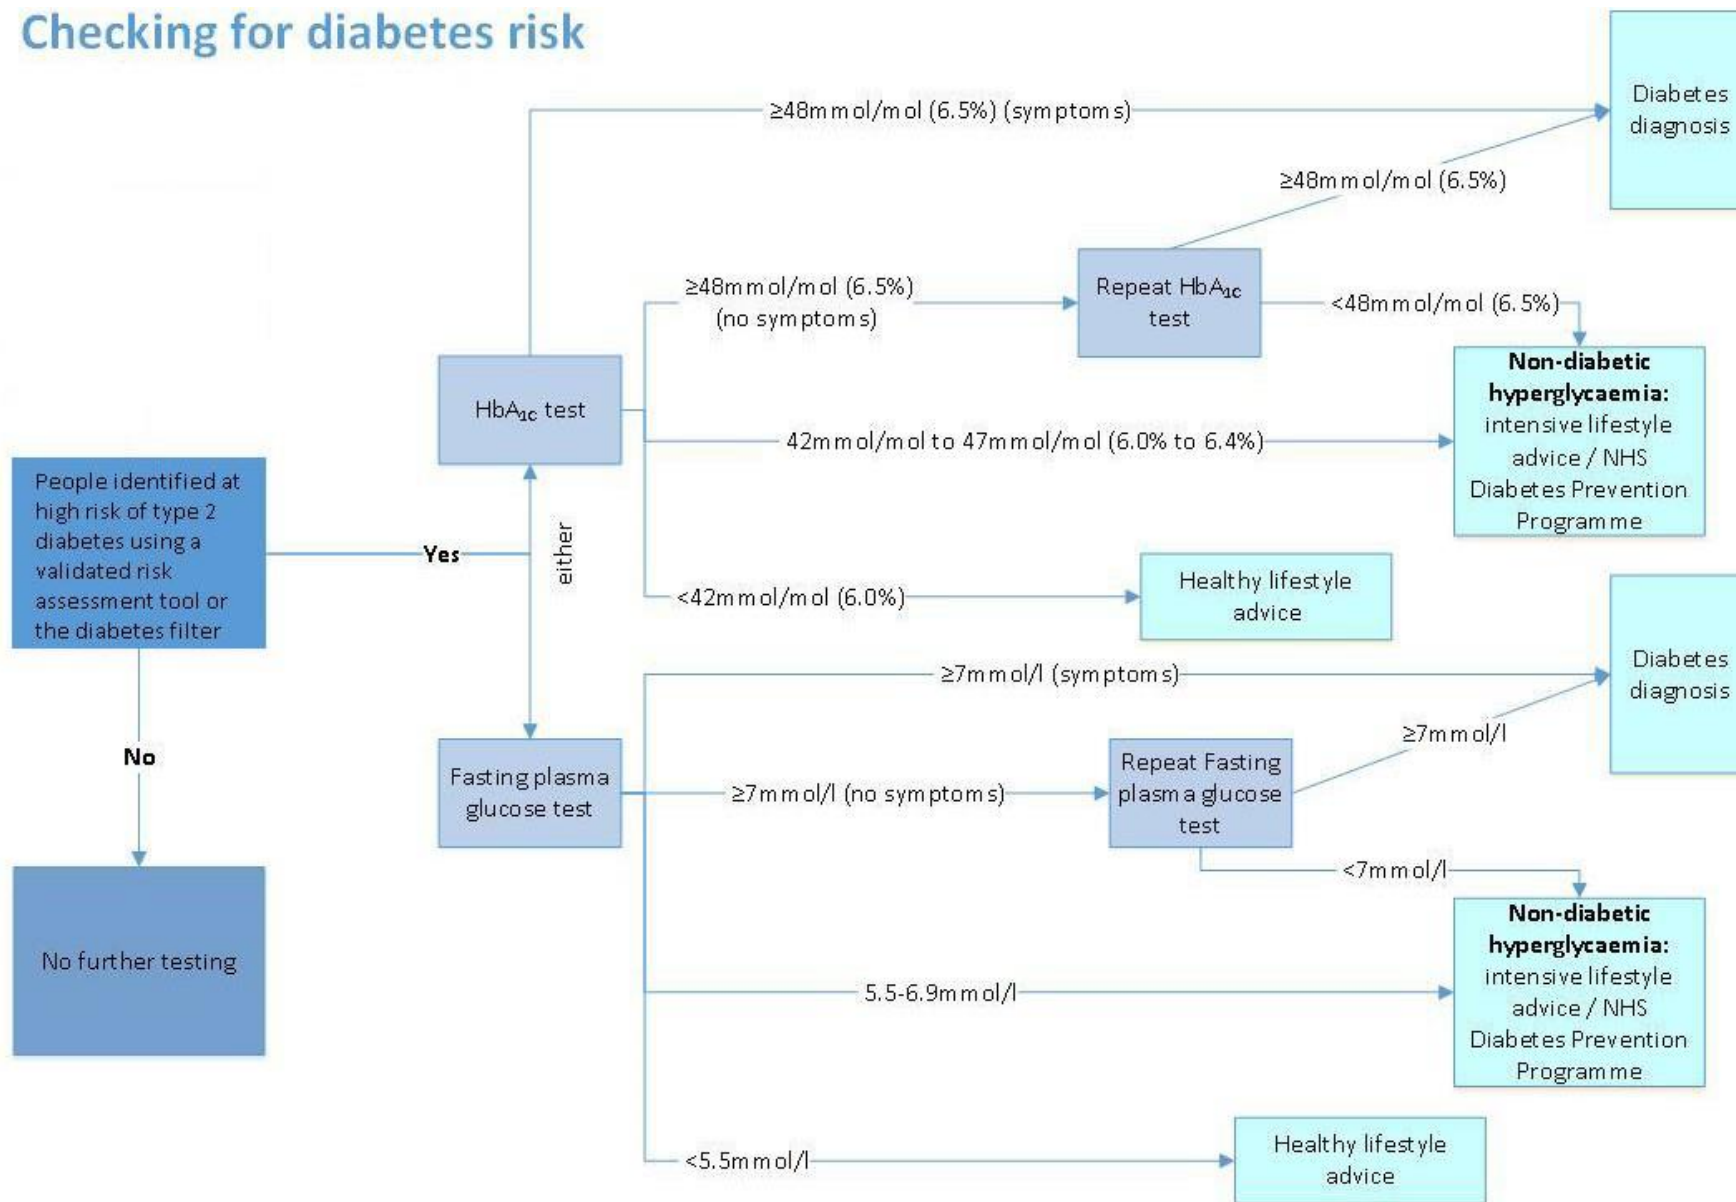 Checking for diabetes risk
≥48mmol/mol (6.5%) (symptoms)
Diabetes
diagnosis
≥48mmol/mol (6.5%)
≥48mmol/mol (6.5%)
(no symptoms)
Repeat HbA1c
test
<48mmol/mol (6.5%)
HbA1c test
Non-diabetic
hyperglycaemia:
intensive lifestyle
advice / NHS
Diabetes Prevention
Programme
42mmol/mol to 47mmol/mol (6.0% to 6.4%)
People identified at
high risk of type 2
diabetes using a
validated risk
assessment tool or
the diabetes filter
Yes
either
<42mmol/mol (6.0%)
Healthy lifestyle
advice
No
No further testing
Fasting plasma
glucose test
≥7mmol/l (symptoms)
Diabetes
diagnosis
≥7mmol/l (no symptoms)
Repeat Fasting
plasma glucose
test
≥7mmol/l
<7mmol/l
Non-diabetic
hyperglycaemia:
intensive lifestyle
advice / NHS
Diabetes Prevention
Programme
5.5-6.9mmol/l
<5.5mmol/l
Healthy lifestyle
advice